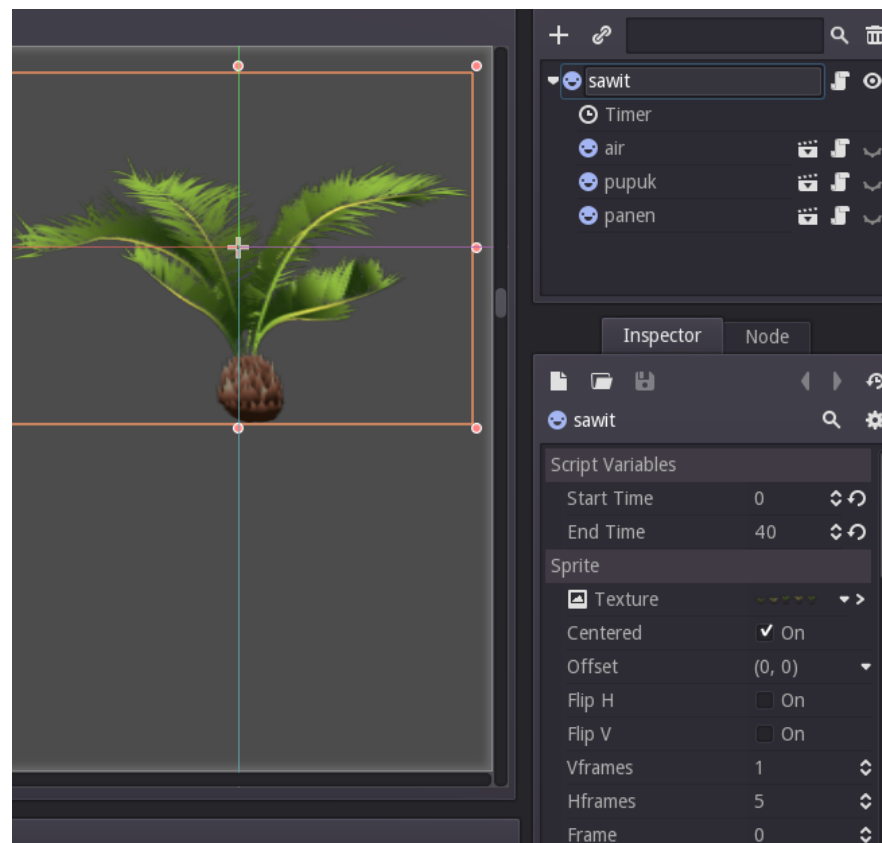 sawit
Timer
air
pupuk
panen
Inspector Node
sawit
Script Variables
Start Time 0
End Time 40
Sprite
Texture
Centered On
Offset (0, 0)
Flip H On
Flip V On
Vframes 1
Hframes 5
Frame 0